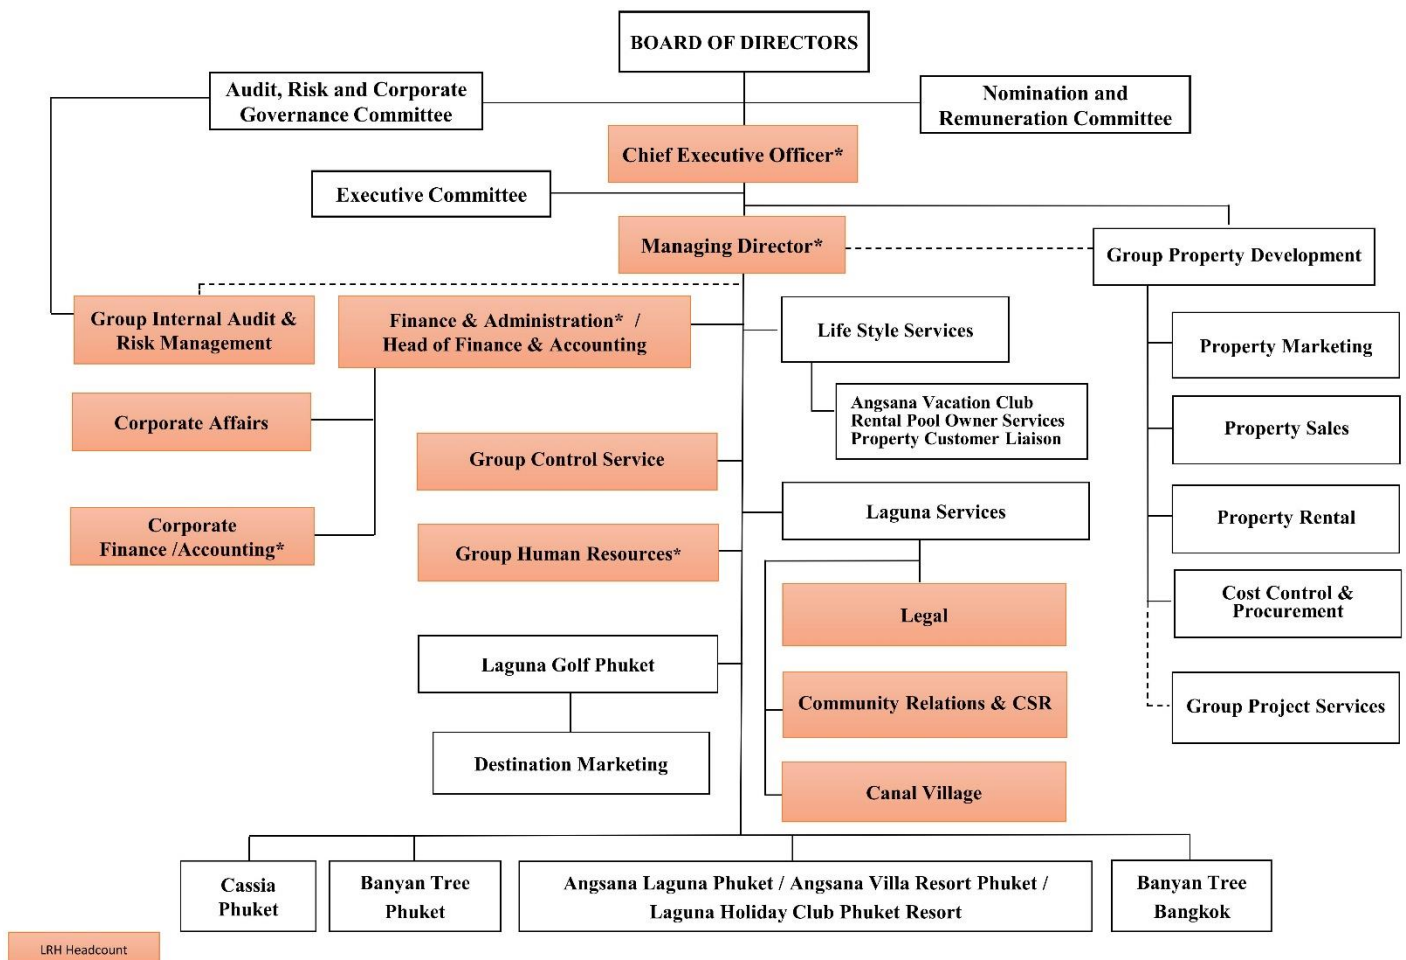 BOARD OF DIRECTORS
Audit, Risk and Corporate
Governance Committee
Nomination and
Remuneration Committee
Chief Executive Officer*
Executive Committee
Managing Director*
Group Property Development
Group Internal Audit &
Risk Management
Finance & Administration* /
Head of Finance & Accounting
Life Style Services
Property Marketing
Corporate Affairs
Angsana Vacation Club
Rental Pool Owner Services
Property Customer Liaison
Property Sales
Group Control Service
Laguna Services
Property Rental
Corporate
Finance /Accounting*
Group Human Resources*
Legal
Cost Control &
Procurement
Laguna Golf Phuket
Community Relations & CSR
Group Project Services
Destination Marketing
Canal Village
Cassia
Phuket
Banyan Tree
Phuket
Angsana Laguna Phuket / Angsana Villa Resort Phuket /
Laguna Holiday Club Phuket Resort
Banyan Tree
Bangkok
LRH Headcount